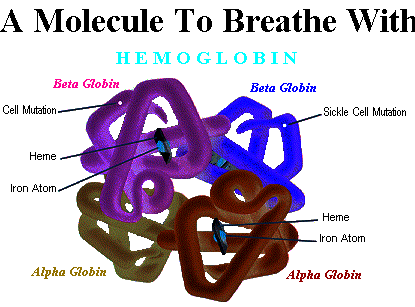 A Molecule To Breathe With
HEMOGLOBIN
Beta Globin
Beta Globin
Cell Mutation
Sickle Cell Mutation
Heme
Iron Atom
Heme
Iron Atom
Alpha Globin
Alpha Globin